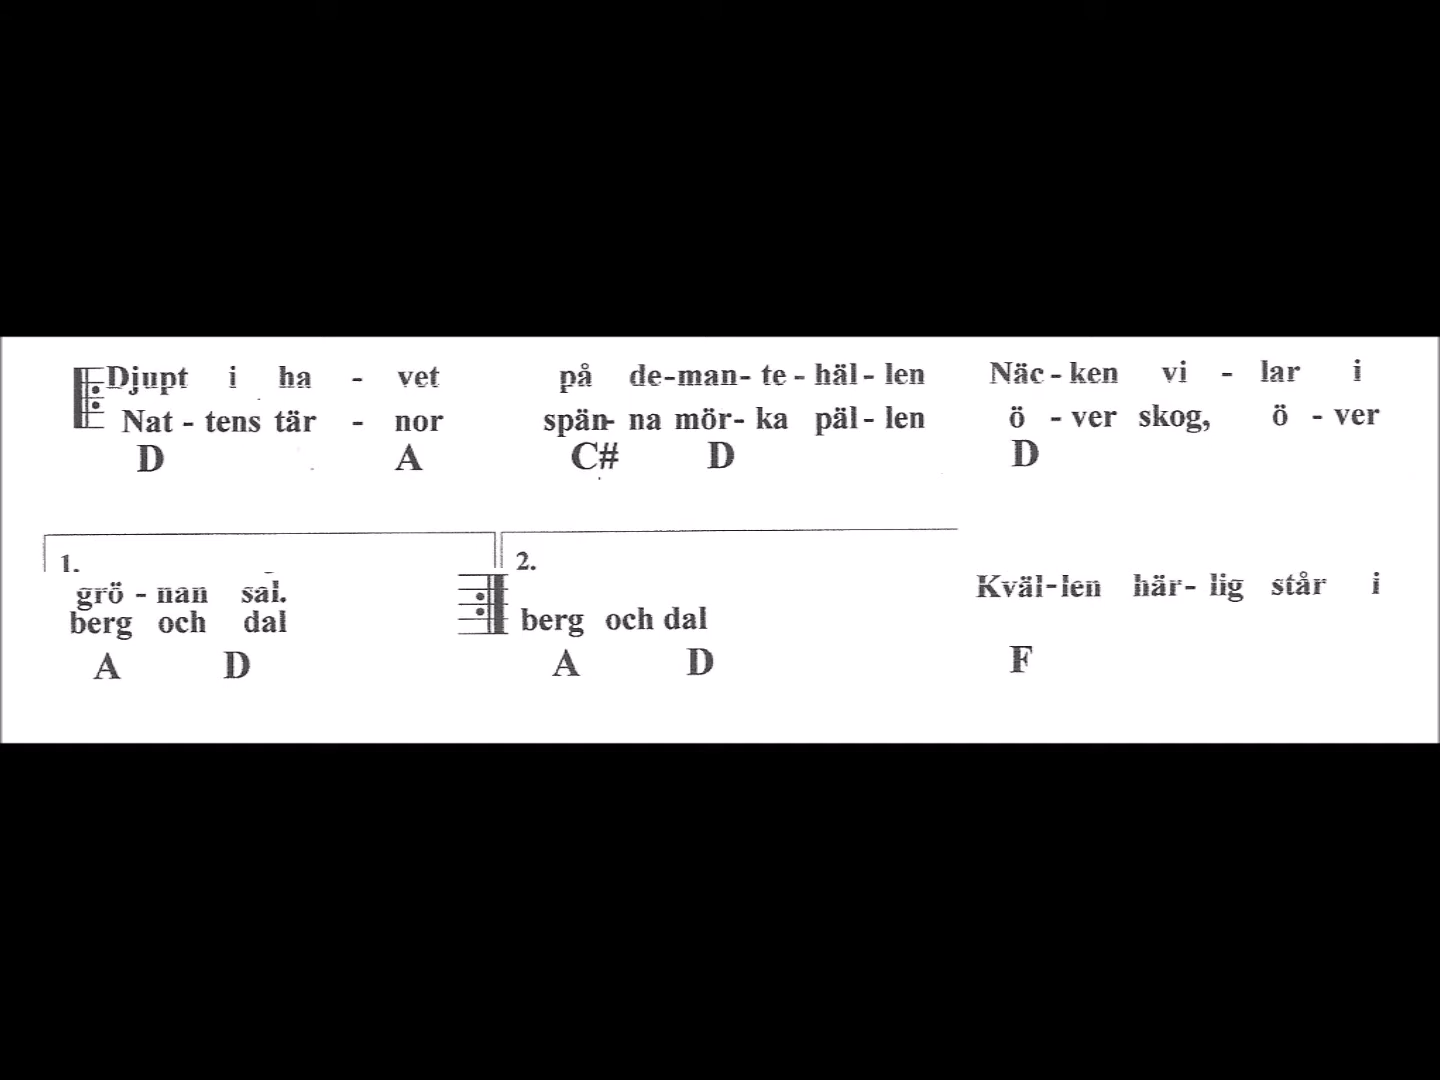 Djupt i ha - vet på de-man- te - häl - len Näc - ken vi - lar i
Nat - tens tär - nor spän- na mör- ka päl - len ö - ver skog, ö - ver
D A C# D D
1. 2.
grö - nan sal. Kväl-len här- lig står i
berg och dal berg och dal
A D A D F